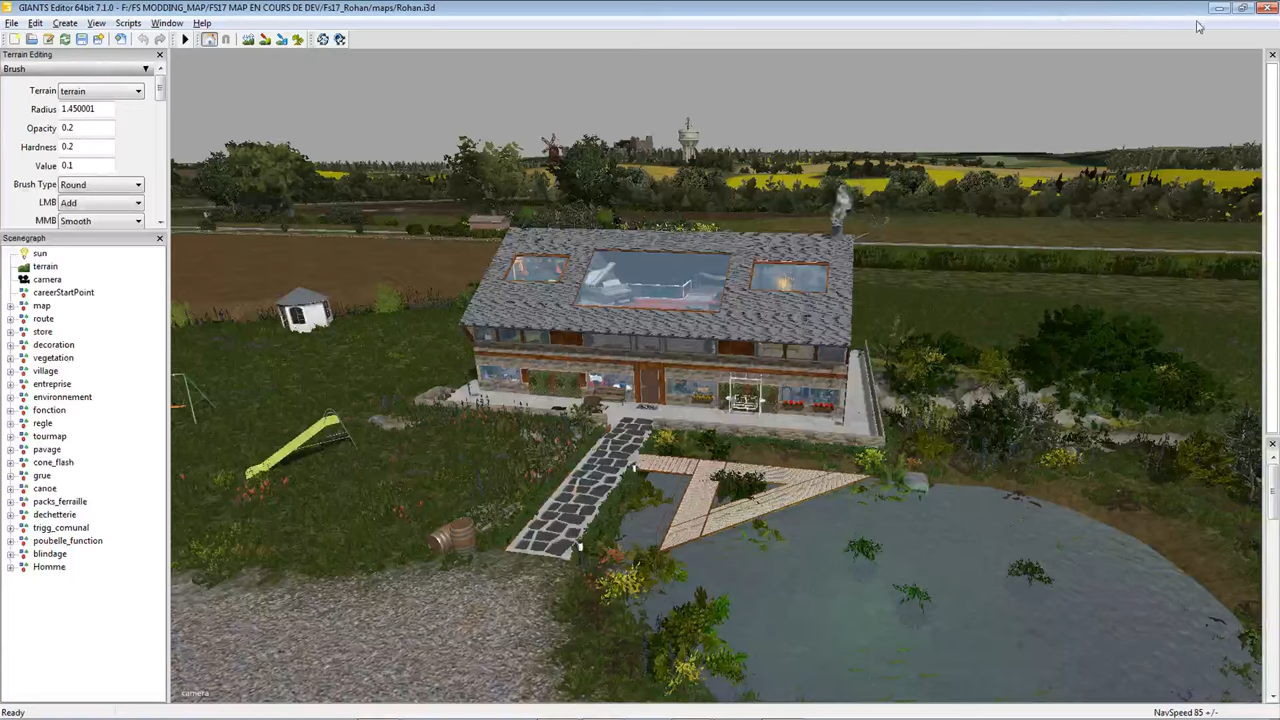 GIANTS Editor 64bit 7.1.0 - F:/FS MODDING_MAP/FS17 MAP EN COURS DE DEV/Fs17_Rohan/maps/Rohan.i3d
File Edit Create View Scripts Window Help
Terrain Editing
Brush
Terrain terrain
Radius 1.450001
Opacity 0.2
Hardness 0.2
Value 0.1
Brush Type Round
LMB Add
MMB Smooth
Scenegraph
sun
terrain
camera
careerStartPoint
map
route
store
decoration
vegetation
village
entreprise
environnement
fonction
regle
tourmap
pavage
cone_flash
grue
canoe
packs_ferraille
dechetterie
trigg_comunal
poubelle_function
blindage
Homme
camera
Ready
NavSpeed 85 +/-